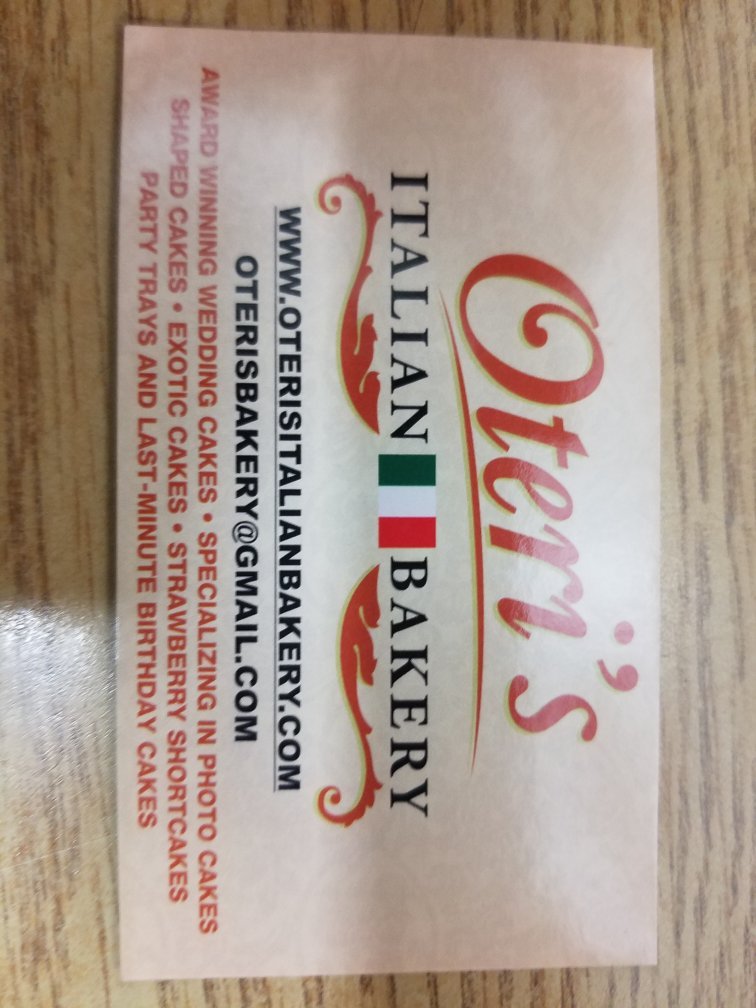 Oteri's
ITALIAN BAKERY
WWW.OTERISITALIANBAKERY.COM
OTERISBAKERY@GMAIL.COM
AWARD WINNING WEDDING CAKES • SPECIALIZING IN PHOTO CAKES
SHAPED CAKES • EXOTIC CAKES • STRAWBERRY SHORTCAKES
PARTY TRAYS AND LAST-MINUTE BIRTHDAY CAKES